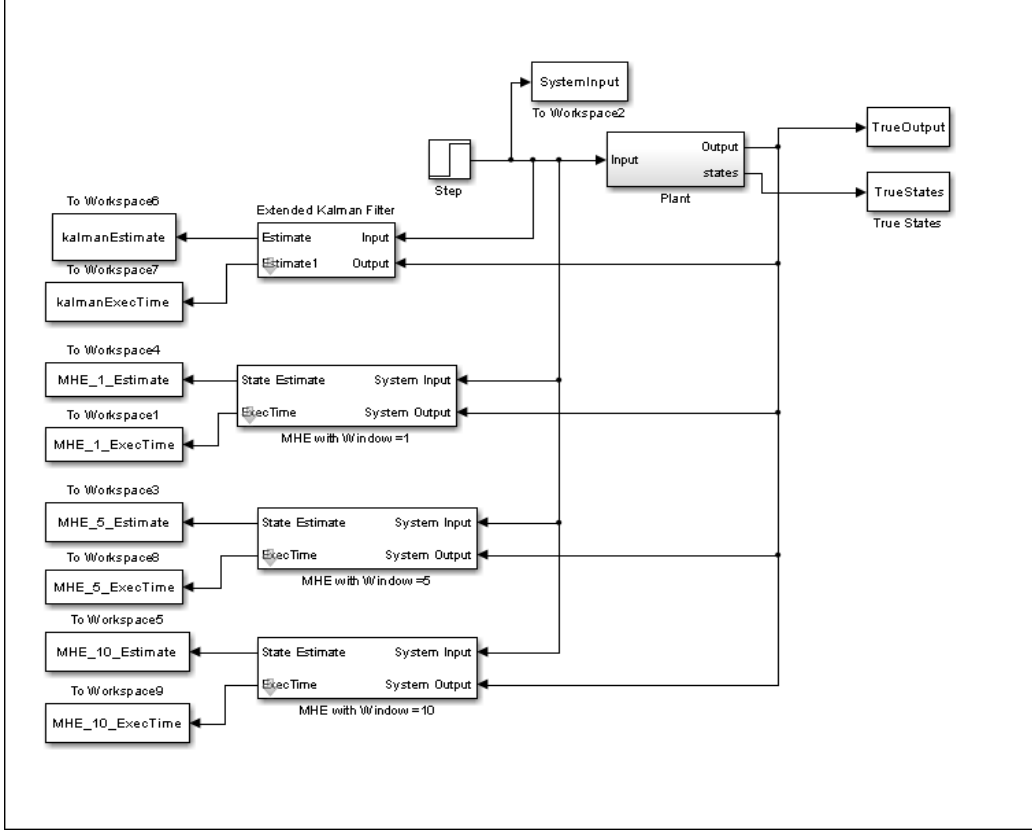 SystemInput
To Workspace2
TrueOutput
Input
Output
states
Plant
Step
TrueStates
True States
To Workspace6
kalmanEstimate
Extended Kalman Filter
Estimate
Input
Estimate1
Output
To Workspace7
kalmanExecTime
To Workspace4
MHE_1_Estimate
State Estimate
System Input
ExecTime
System Output
MHE with Window =1
To Workspace1
MHE_1_ExecTime
To Workspace3
MHE_5_Estimate
State Estimate
System Input
ExecTime
System Output
MHE with Window =5
To Workspace8
MHE_5_ExecTime
To Workspace5
MHE_10_Estimate
State Estimate
System Input
ExecTime
System Output
MHE with Window =10
To Workspace9
MHE_10_ExecTime